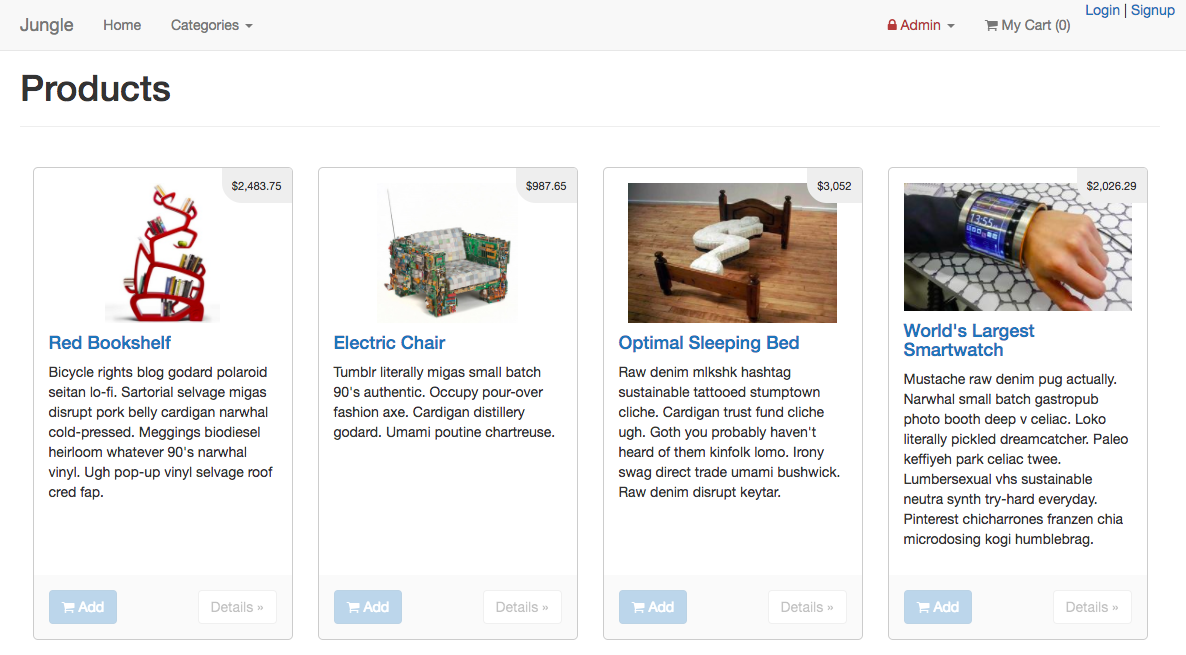 Login | Signup
Jungle Home Categories Admin My Cart (0)
Products
$2,483.75
Red Bookshelf
Bicycle rights blog godard polaroid
seitan lo-fi. Sartorial selvage migas
disrupt pork belly cardigan narwhal
cold-pressed. Meggings biodiesel
heirloom whatever 90's narwhal
vinyl. Ugh pop-up vinyl selvage roof
cred fap.
Add Details »
$987.65
Electric Chair
Tumblr literally migas small batch
90's authentic. Occupy pour-over
fashion axe. Cardigan distillery
godard. Umami poutine chartreuse.
Add Details »
$3,052
Optimal Sleeping Bed
Raw denim mlkshk hashtag
sustainable tattooed stumptown
cliche. Cardigan trust fund cliche
ugh. Goth you probably haven't
heard of them kinfolk lomo. Irony
swag direct trade umami bushwick.
Raw denim disrupt keytar.
Add Details »
$2,026.29
13:55
World's Largest
Smartwatch
Mustache raw denim pug actually.
Narwhal small batch gastropub
photo booth deep v celiac. Loko
literally pickled dreamcatcher. Paleo
keffiyeh park celiac twee.
Lumbersexual vhs sustainable
neutra synth try-hard everyday.
Pinterest chicharrones franzen chia
microdosing kogi humblebrag.
Add Details »